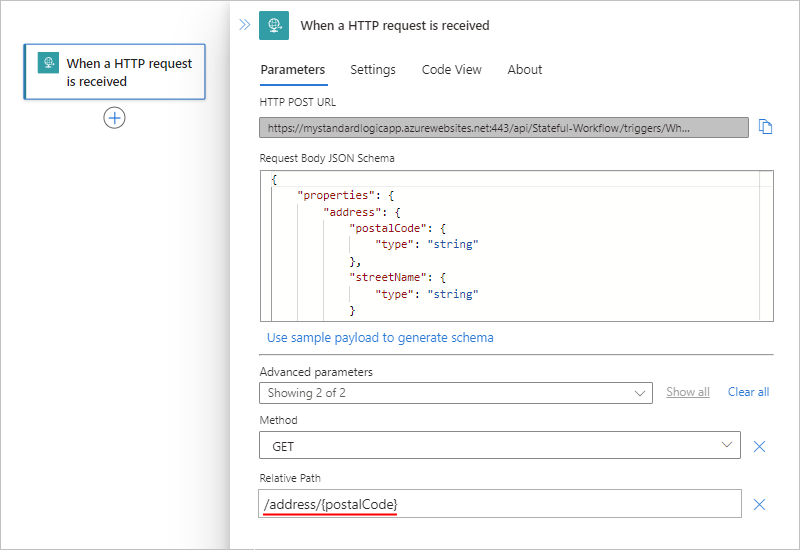 When a HTTP request
is received
When a HTTP request is received
Parameters Settings Code View About
HTTP POST URL
https://mystandardlogicapp.azurewebsites.net:443/api/Stateful-Workflow/triggers/Wh...
Request Body JSON Schema
{
"properties": {
"address": {
"postalCode": {
"type": "string"
},
"streetName": {
"type": "string"
}
Use sample payload to generate schema
Advanced parameters
Showing 2 of 2 Show all Clear all
Method
GET
Relative Path
/address/{postalCode}